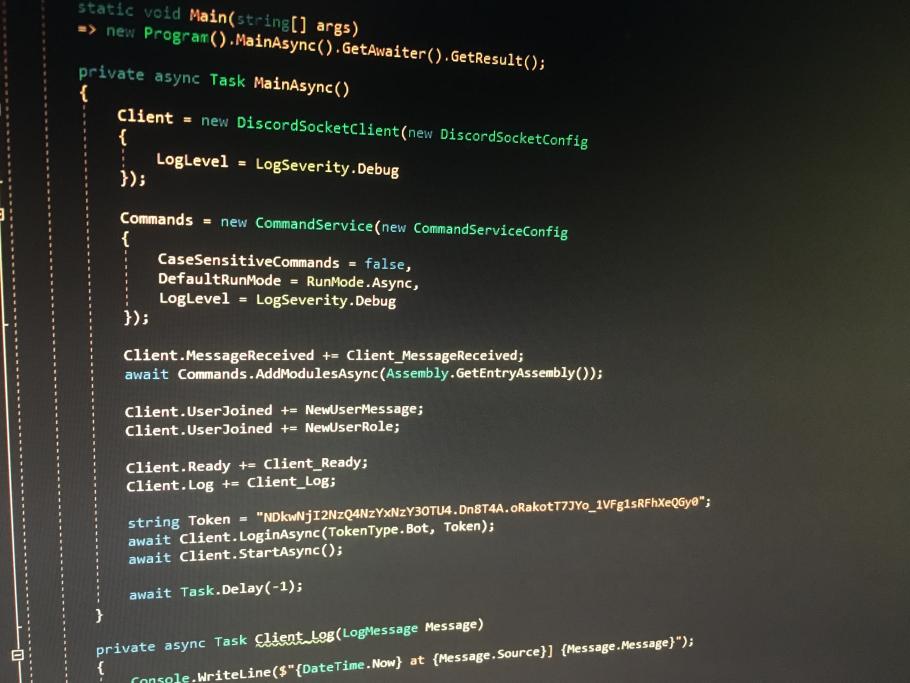 static void Main(string[] args)
=> new Program().MainAsync().GetAwaiter().GetResult();
private async Task MainAsync()
{
Client = new DiscordSocketClient(new DiscordSocketConfig
{
LogLevel = LogSeverity.Debug
});
Commands = new CommandService(new CommandServiceConfig
{
CaseSensitiveCommands = false,
DefaultRunMode = RunMode.Async,
LogLevel = LogSeverity.Debug
});
Client.MessageReceived += Client_MessageReceived;
await Commands.AddModulesAsync(Assembly.GetEntryAssembly());
Client.UserJoined += NewUserMessage;
Client.UserJoined += NewUserRole;
Client.Ready += Client_Ready;
Client.Log += Client_Log;
string Token = "NDkwNjI2NzQ4NzYxNzY3OTU4.Dn8T4A.oRakotT7JYo_1VFg1sRFhXeQGy0";
await Client.LoginAsync(TokenType.Bot, Token);
await Client.StartAsync();
await Task.Delay(-1);
}
private async Task Client_Log(LogMessage Message)
{
Console.WriteLine($"{DateTime.Now} at {Message.Source}] {Message.Message}");